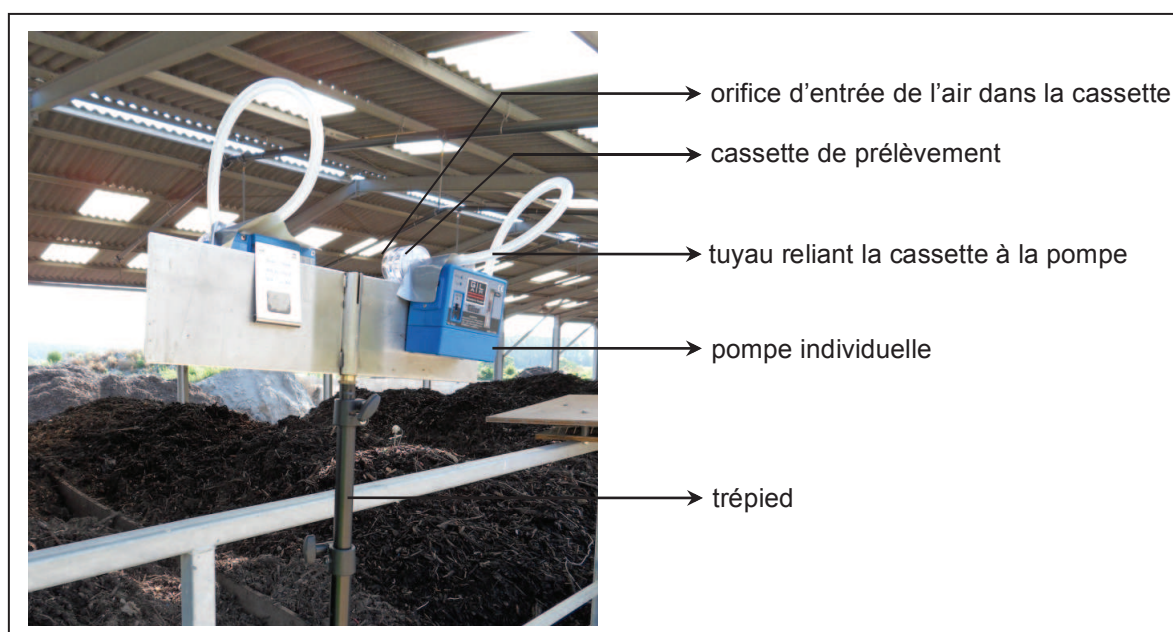 orifice d’entrée de l’air dans la cassette
cassette de prélèvement
tuyau reliant la cassette à la pompe
pompe individuelle
trépied